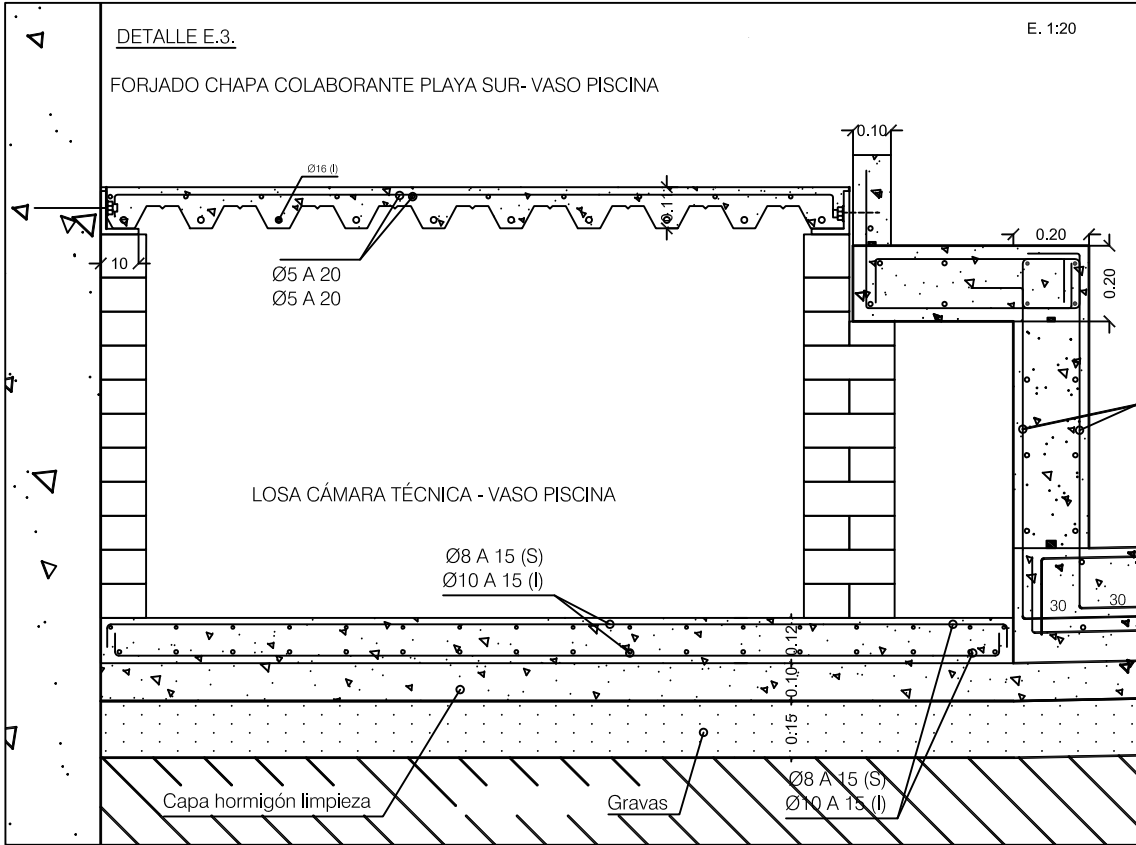 DETALLE E.3.
E. 1:20
FORJADO CHAPA COLABORANTE PLAYA SUR- VASO PISCINA
0.10
Ø16 (I)
0.11
0.20
0.20
10
Ø5 A 20
Ø5 A 20
LOSA CÁMARA TÉCNICA - VASO PISCINA
Ø8 A 15 (S)
Ø10 A 15 (I)
30
30
0.12
0.10
0.15
Ø8 A 15 (S)
Ø10 A 15 (I)
Capa hormigón limpieza
Gravas